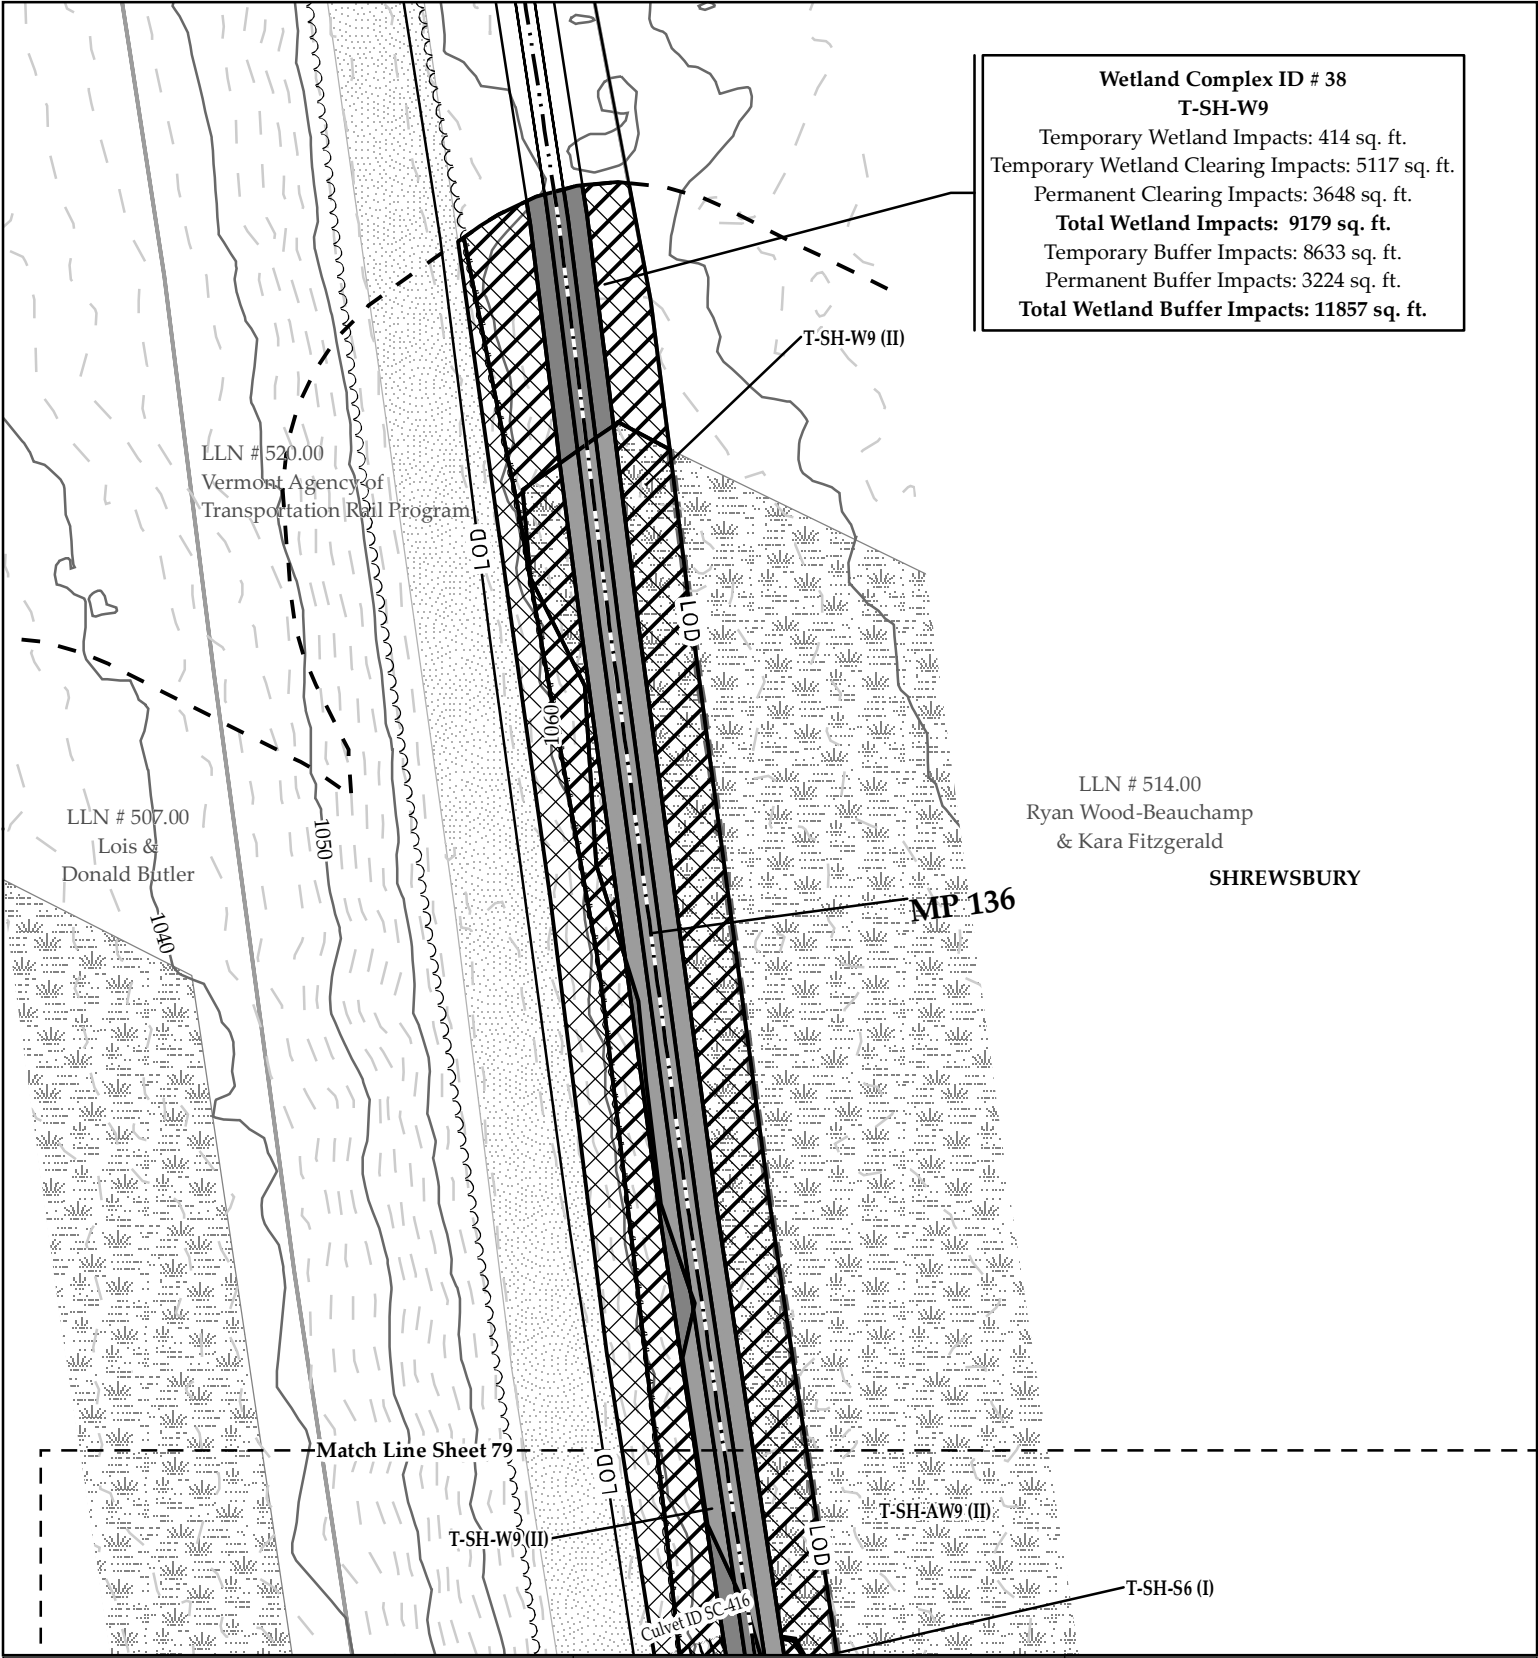 Wetland Complex ID # 38
T-SH-W9
Temporary Wetland Impacts: 414 sq. ft.
Temporary Wetland Clearing Impacts: 5117 sq. ft.
Permanent Clearing Impacts: 3648 sq. ft.
Total Wetland Impacts: 9179 sq. ft.
Temporary Buffer Impacts: 8633 sq. ft.
Permanent Buffer Impacts: 3224 sq. ft.
Total Wetland Buffer Impacts: 11857 sq. ft.
T-SH-W9 (II)
LLN # 520.00
Vermont Agency of
Transportation Rail Program
LOD
LOD
1060
LLN # 514.00
Ryan Wood-Beauchamp
& Kara Fitzgerald
SHREWSBURY
LLN # 507.00
Lois &
Donald Butler
1050
MP 136
1040
Match Line Sheet 79
LOD
T-SH-AW9 (II)
T-SH-W9 (II)
LOD
T-SH-S6 (I)
Culvet ID SC-416